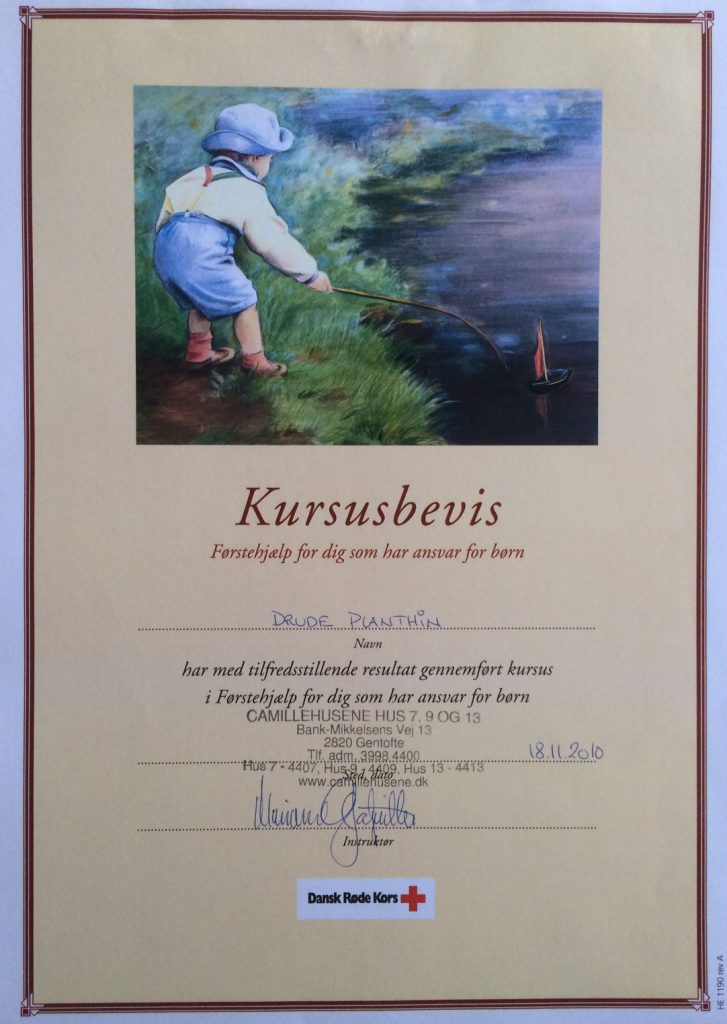 Kursusbevis
Førstehjælp for dig som har ansvar for børn
DRUDE PLANTHIN
Navn
har med tilfredsstillende resultat gennemført kursus
i Førstehjælp for dig som har ansvar for børn
CAMILLEHUSENE HUS 7, 9 OG 13
Bank-Mikkelsens Vej 13
2820 Gentofte
Tlf. adm. 3998 4400
18.11.2010
Hus 7 - 4407, Hus 9 - 4409, Hus 13 - 4413
Sted, dato
www.camillehusene.dk
Instruktør
Dansk Røde Kors
HE 1190 rev A